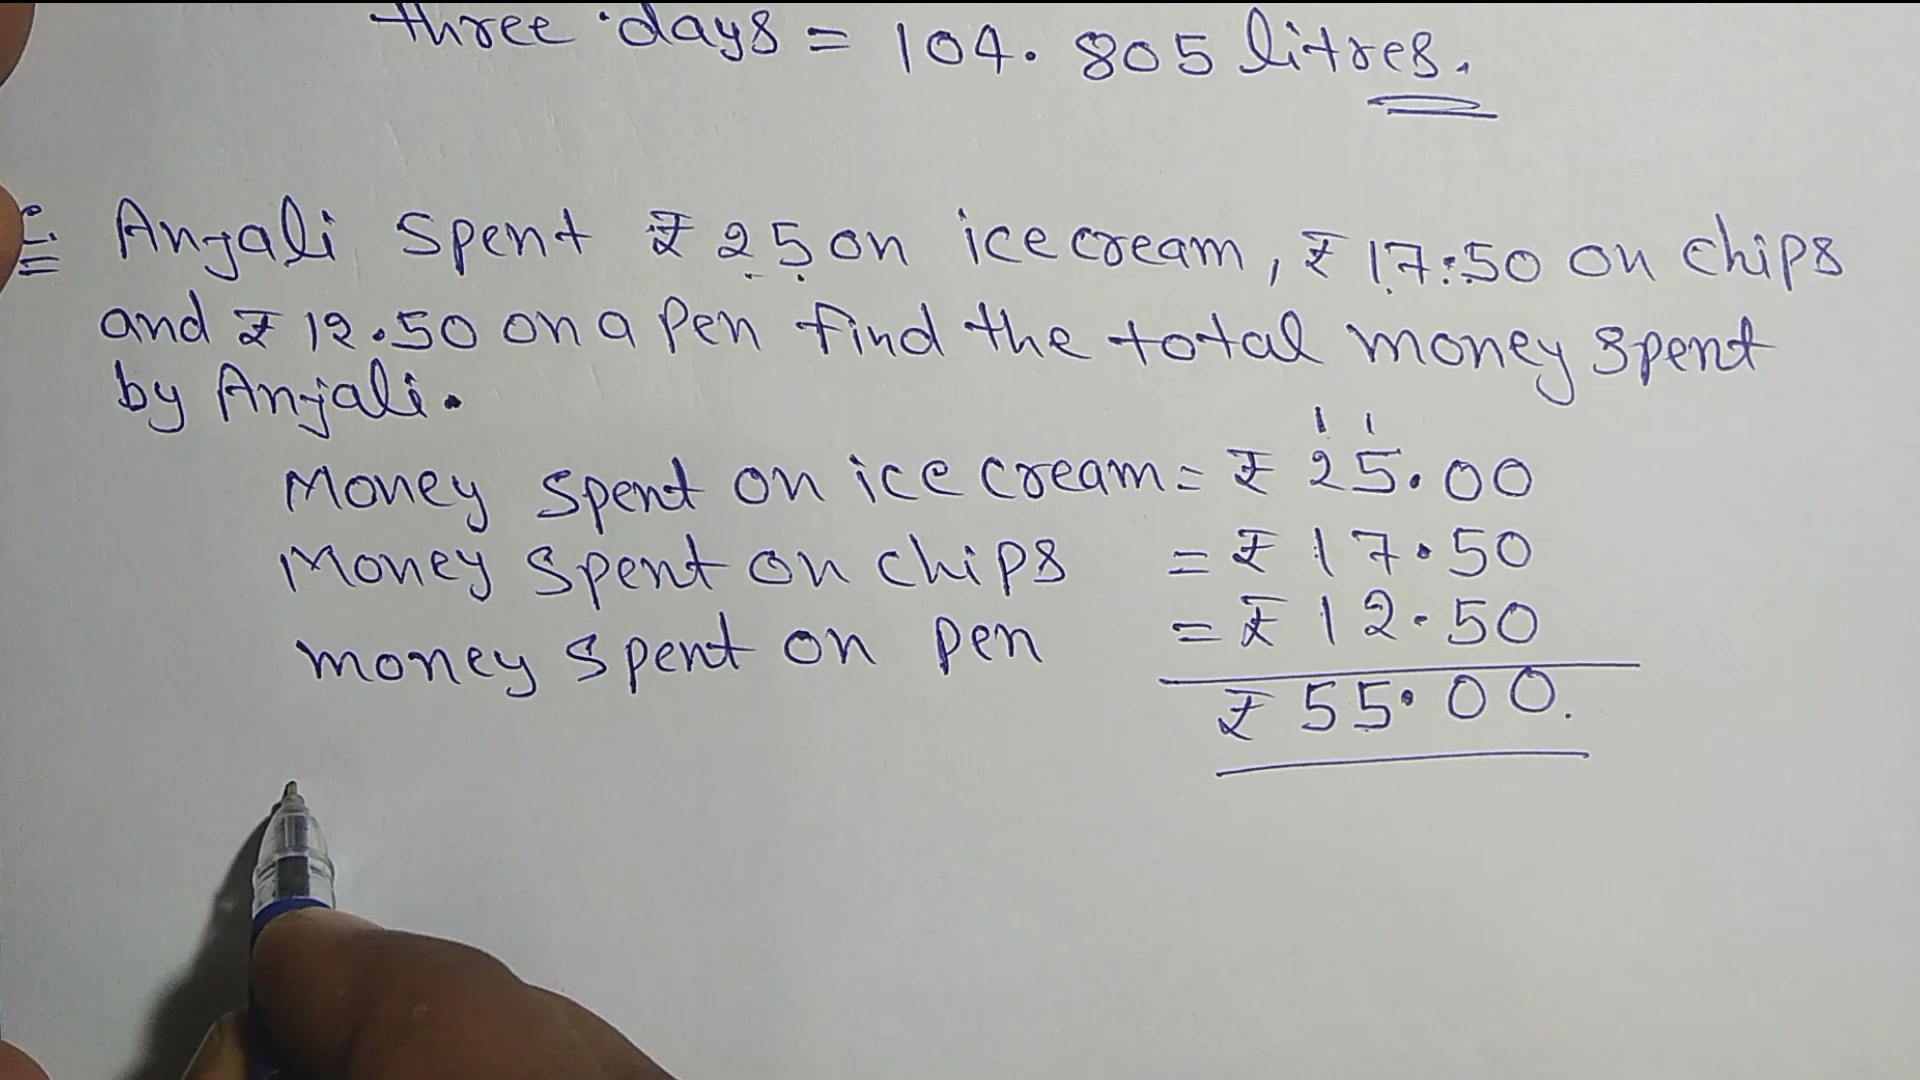 three days = 104.805 litres.
Anjali spent ₹ 25 on ice cream, ₹ 17.50 on chips
and ₹ 12.50 on a Pen find the total money spent
by Anjali.
1 1
Money spent on ice cream = ₹ 25.00
Money spent on chips = ₹ 17.50
money spent on pen = ₹ 12.50
₹ 55.00.